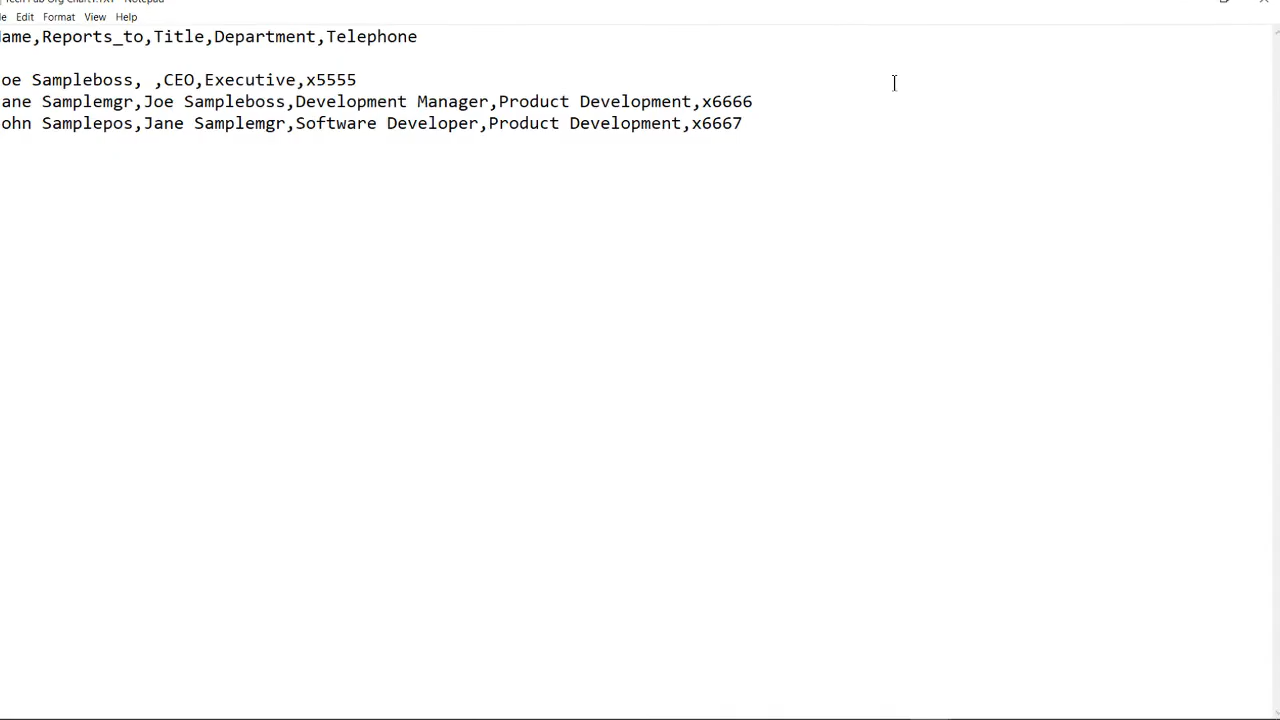 Edit Format View Help
ame,Reports_to,Title,Department,Telephone
oe Sampleboss, ,CEO,Executive,x5555
ane Samplemgr,Joe Sampleboss,Development Manager,Product Development,x6666
ohn Samplepos,Jane Samplemgr,Software Developer,Product Development,x6667